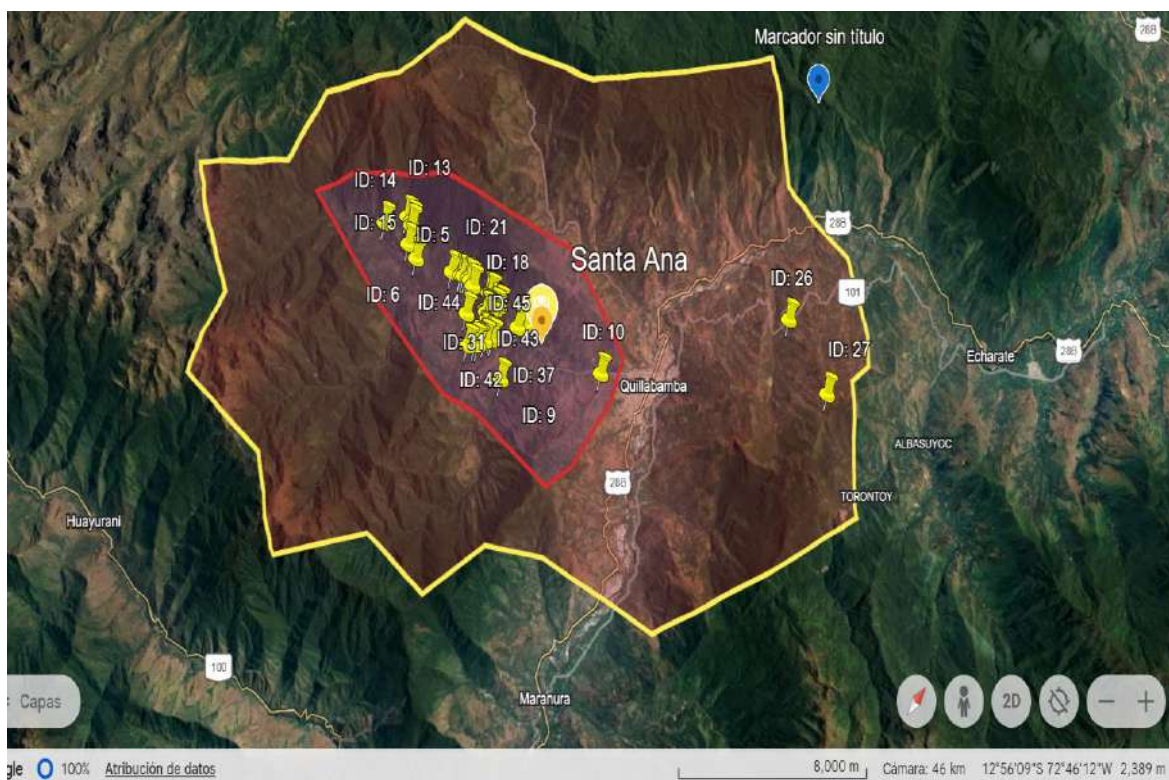 28B
Marcador sin título
ID: 13
ID: 14
ID: 15
ID: 5
ID: 21
28B
Santa Ana
ID: 18
ID: 26
ID: 6
ID: 44
ID: 45
101
ID: 31
ID: 43
ID: 10
ID: 27
28B
Echarate
ID: 42
ID: 37
Quillabamba
ID: 9
ALBASUYOC
28B
TORONTOY
Huayurani
100
Maranura
Capas
2D
gle 100% Atribución de datos 8,000 m Cámara: 46 km 12°56'09"S 72°46'12"W 2,389 m